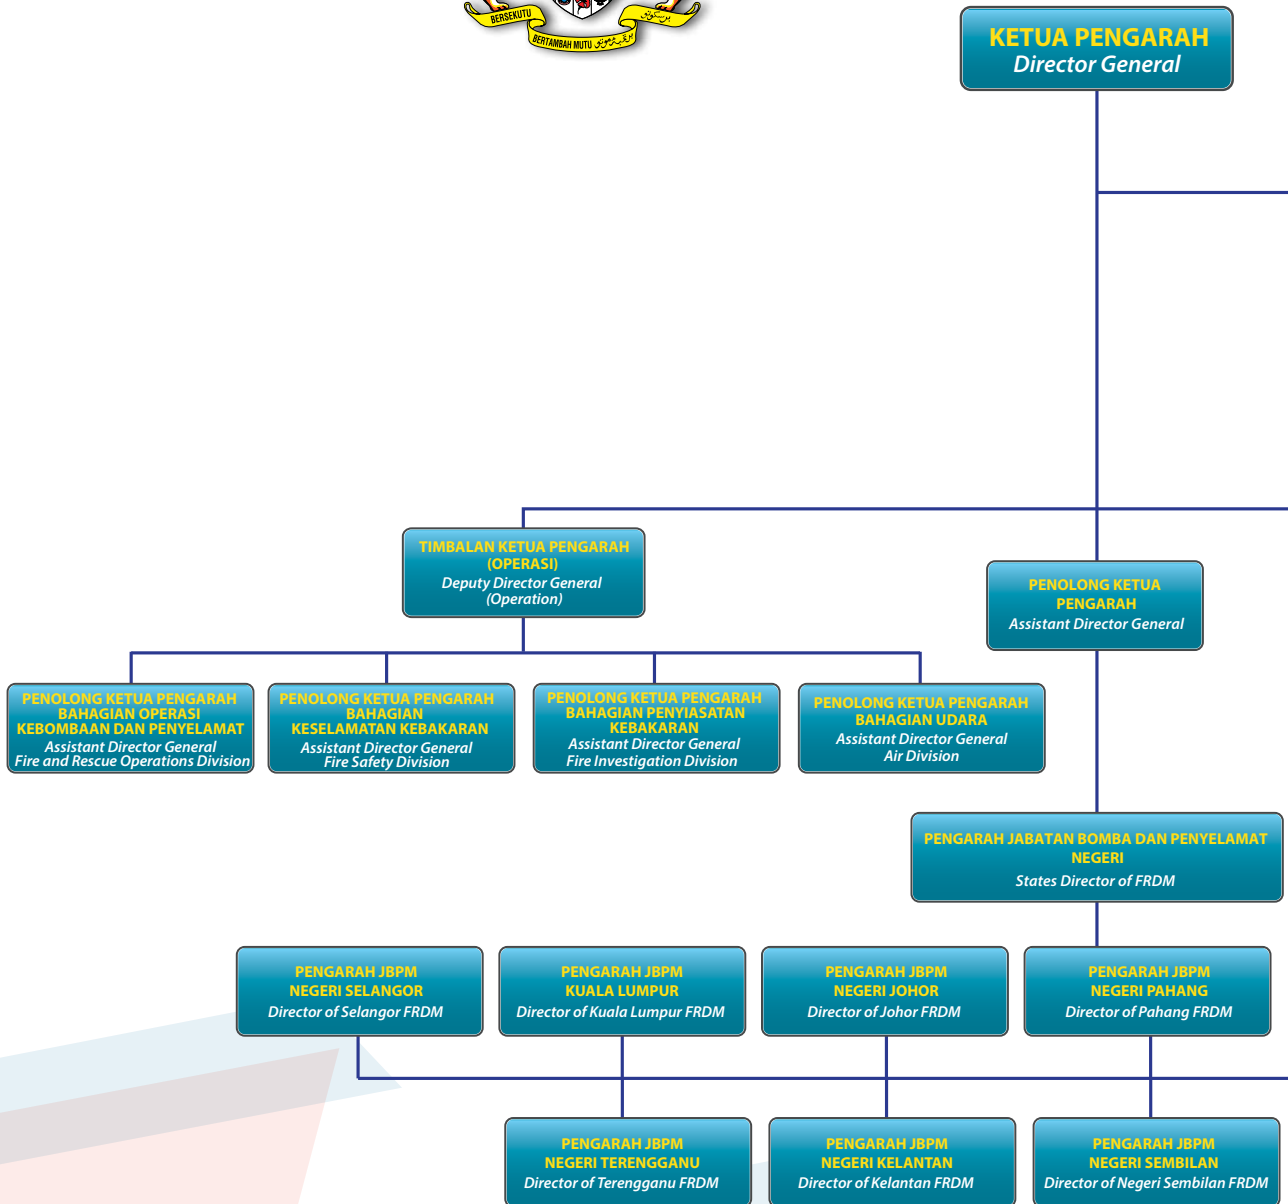 BERSEKUTU
BERTAMBAH MUTU
KETUA PENGARAH
Director General
TIMBALAN KETUA PENGARAH
(OPERASI)
Deputy Director General
(Operation)
PENOLONG KETUA
PENGARAH
Assistant Director General
PENOLONG KETUA PENGARAH
BAHAGIAN OPERASI
KEBOMBAAN DAN PENYELAMAT
Assistant Director General
Fire and Rescue Operations Division
PENOLONG KETUA PENGARAH
BAHAGIAN
KESELAMATAN KEBAKARAN
Assistant Director General
Fire Safety Division
PENOLONG KETUA PENGARAH
BAHAGIAN PENYIASATAN
KEBAKARAN
Assistant Director General
Fire Investigation Division
PENOLONG KETUA PENGARAH
BAHAGIAN UDARA
Assistant Director General
Air Division
PENGARAH JABATAN BOMBA DAN PENYELAMAT
NEGERI
States Director of FRDM
PENGARAH JBPM
NEGERI SELANGOR
Director of Selangor FRDM
PENGARAH JBPM
KUALA LUMPUR
Director of Kuala Lumpur FRDM
PENGARAH JBPM
NEGERI JOHOR
Director of Johor FRDM
PENGARAH JBPM
NEGERI PAHANG
Director of Pahang FRDM
PENGARAH JBPM
NEGERI TERENGGANU
Director of Terengganu FRDM
PENGARAH JBPM
NEGERI KELANTAN
Director of Kelantan FRDM
PENGARAH JBPM
NEGERI SEMBILAN
Director of Negeri Sembilan FRDM